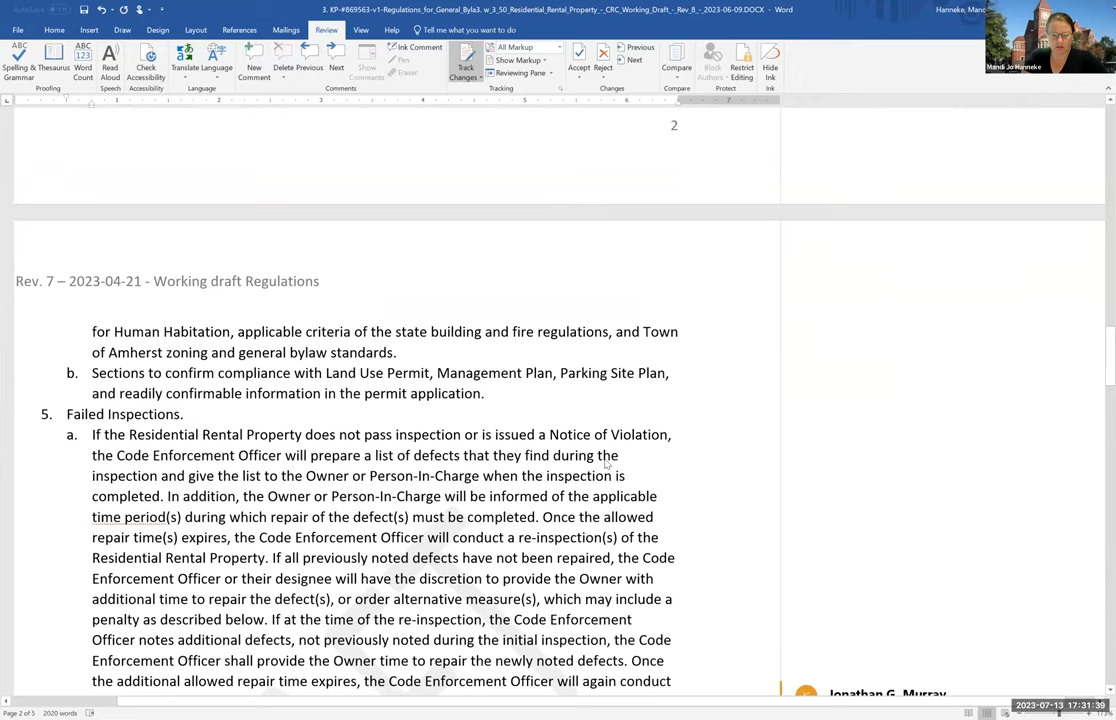 AutoSave
3. KP-#869563-v1-Regulations_for_General_Byla3. w_3_50_Residential_Rental_Property_-_CRC_Working_Draft_-_Rev_8_-_2023-06-09.DOCX - Word
Hanneke, Mand
File Home Insert Draw Design Layout References Mailings Review View Help Tell me what you want to do
Spelling & Grammar
Thesaurus
Word Count
Read Aloud
Check Accessibility
Translate
Language
New Comment
Delete
Previous
Next
Show Comments
Ink Comment
Pen
Eraser
Track Changes
All Markup
Show Markup
Reviewing Pane
Accept
Reject
Previous
Next
Compare
Block Authors
Restrict Editing
Hide Ink
Proofing Speech Accessibility Language Comments Tracking Changes Compare Protect Ink
Mandi Jo Hanneke
1 2 3 4 5 6 7
2
Rev. 7 – 2023-04-21 - Working draft Regulations
for Human Habitation, applicable criteria of the state building and fire regulations, and Town
of Amherst zoning and general bylaw standards.
b. Sections to confirm compliance with Land Use Permit, Management Plan, Parking Site Plan,
and readily confirmable information in the permit application.
5. Failed Inspections.
a. If the Residential Rental Property does not pass inspection or is issued a Notice of Violation,
the Code Enforcement Officer will prepare a list of defects that they find during the
inspection and give the list to the Owner or Person-In-Charge when the inspection is
completed. In addition, the Owner or Person-In-Charge will be informed of the applicable
time period(s) during which repair of the defect(s) must be completed. Once the allowed
repair time(s) expires, the Code Enforcement Officer will conduct a re-inspection(s) of the
Residential Rental Property. If all previously noted defects have not been repaired, the Code
Enforcement Officer or their designee will have the discretion to provide the Owner with
additional time to repair the defect(s), or order alternative measure(s), which may include a
penalty as described below. If at the time of the re-inspection, the Code Enforcement
Officer notes additional defects, not previously noted during the initial inspection, the Code
Enforcement Officer shall provide the Owner time to repair the newly noted defects. Once
the additional allowed repair time expires, the Code Enforcement Officer will again conduct
Jonathan G. Murray
2023-07-13 17:31:39
Page 2 of 5 2020 words